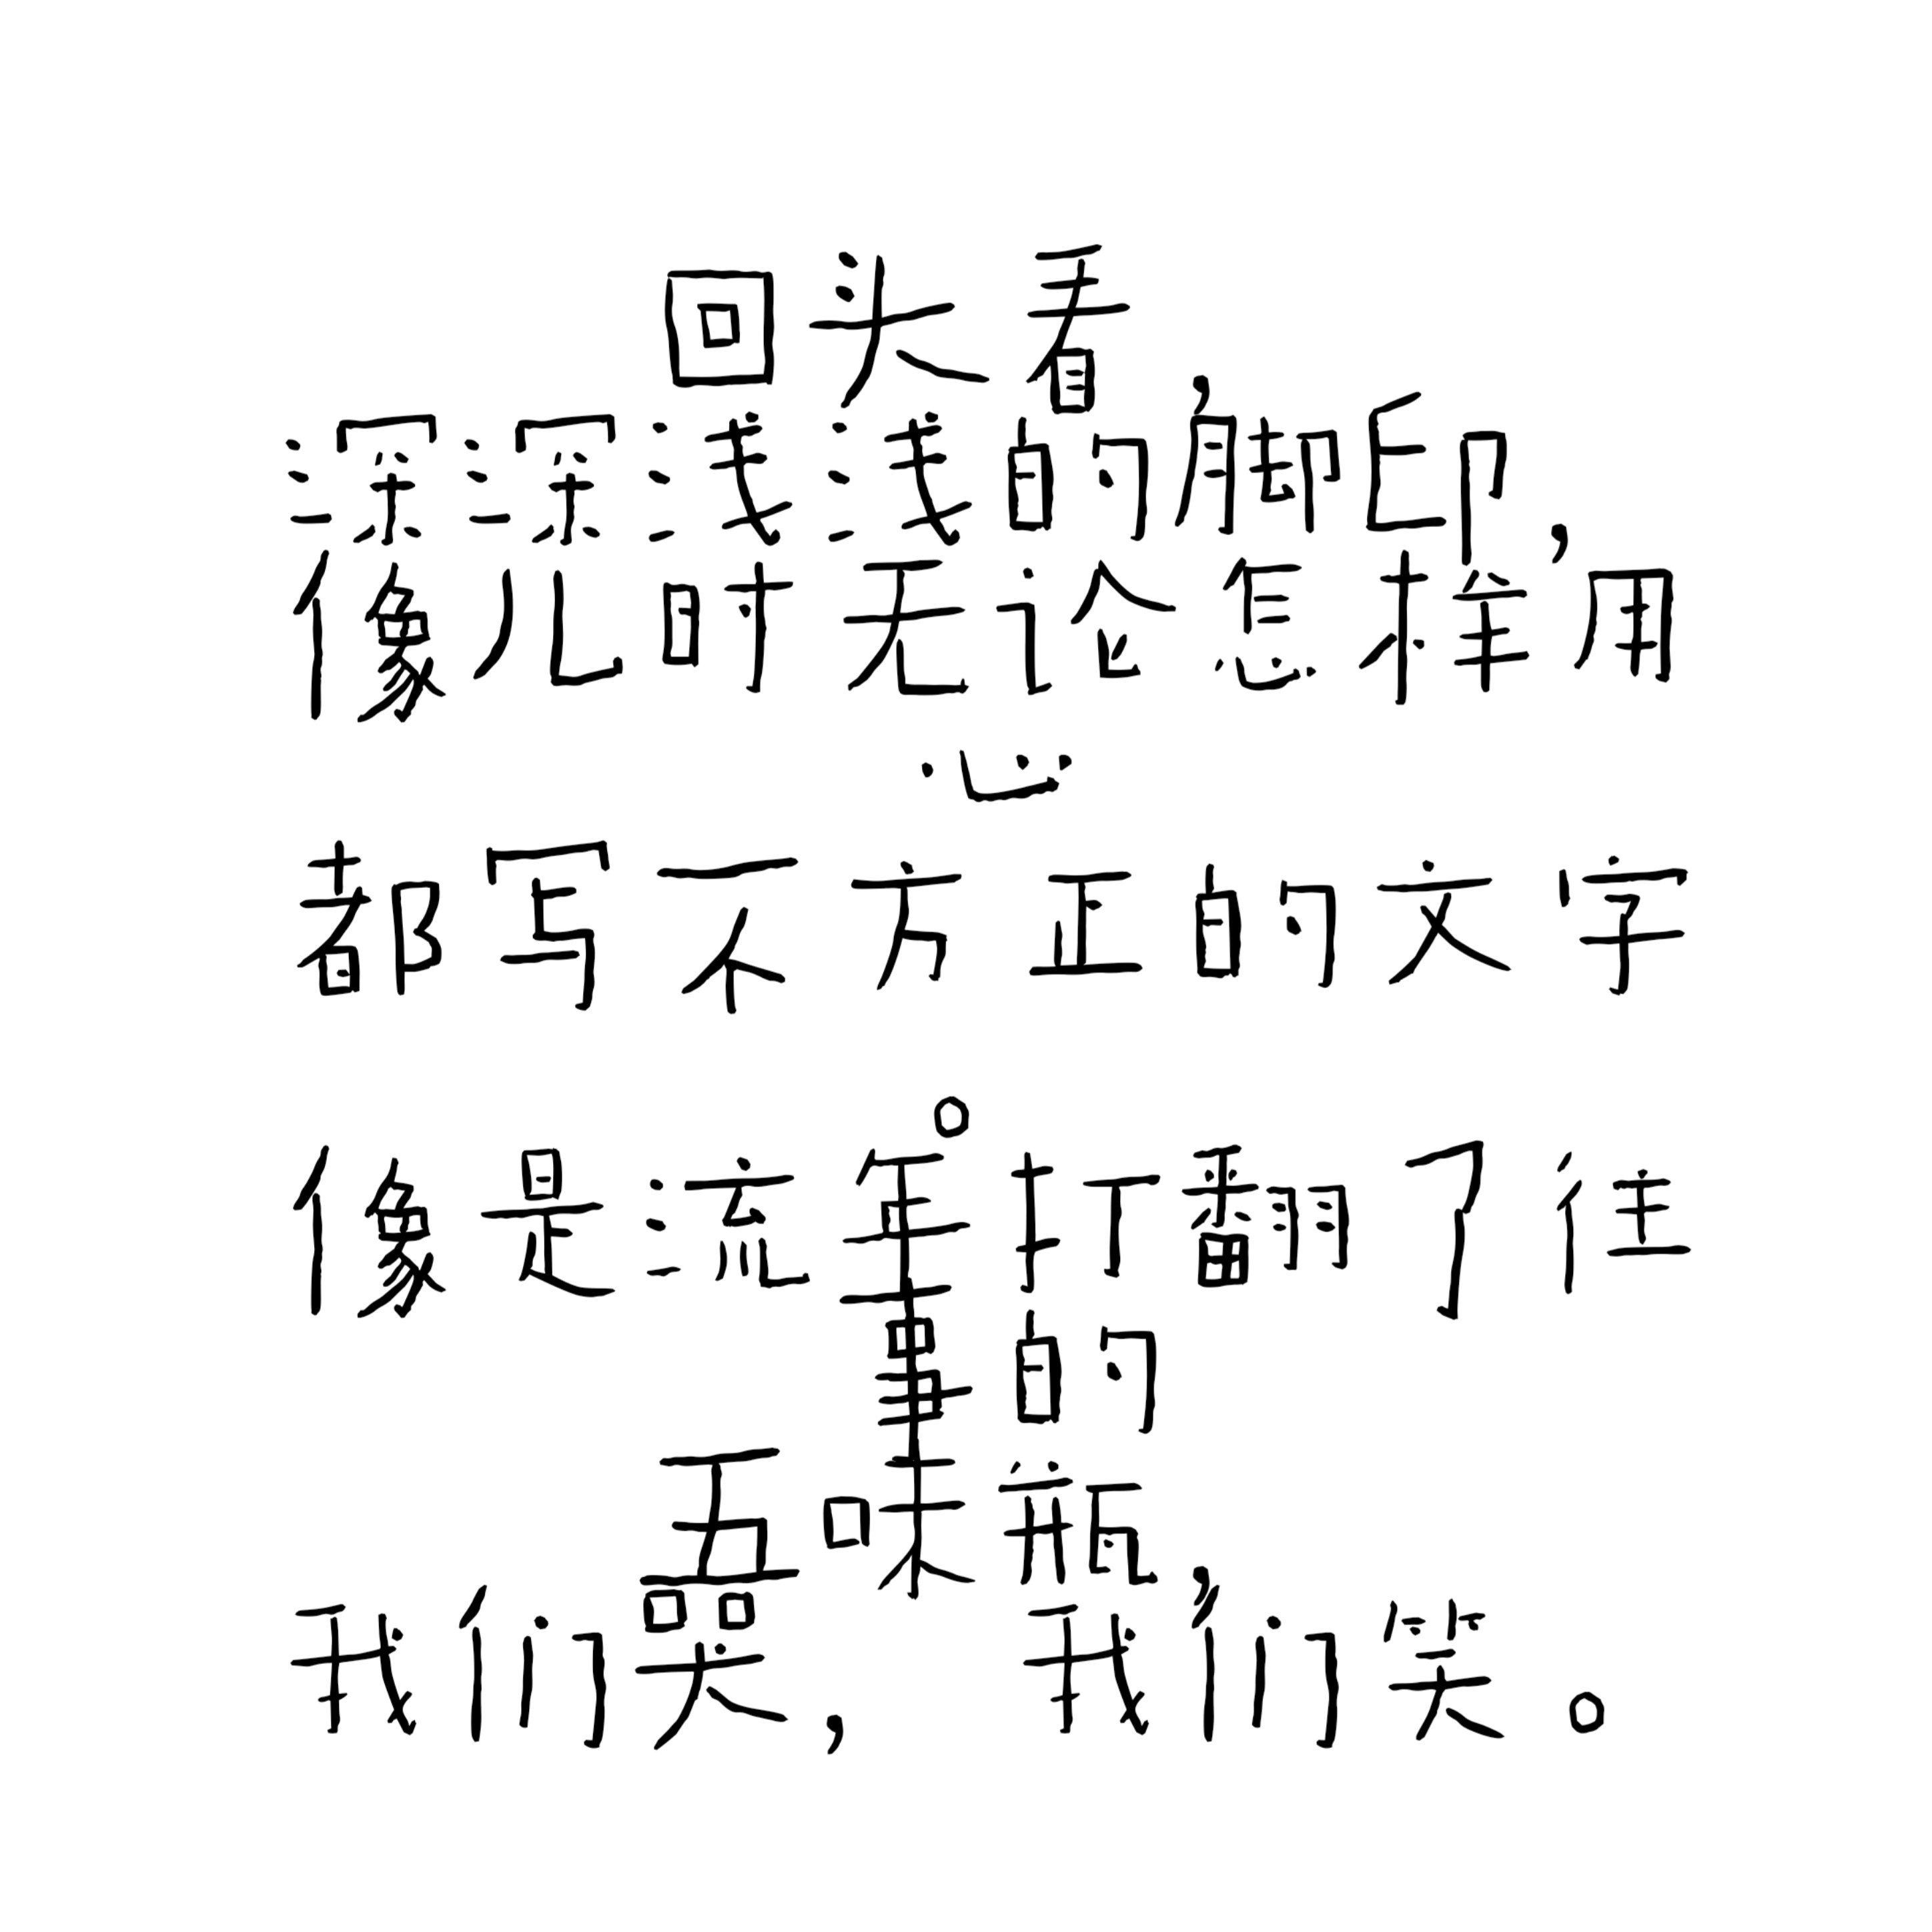 回头看,
深深浅浅的脚印,
像儿时无论怎样用
心
都写不方正的文字
。
像是流年打翻了往
事的
五味瓶,
我们哭,我们笑。